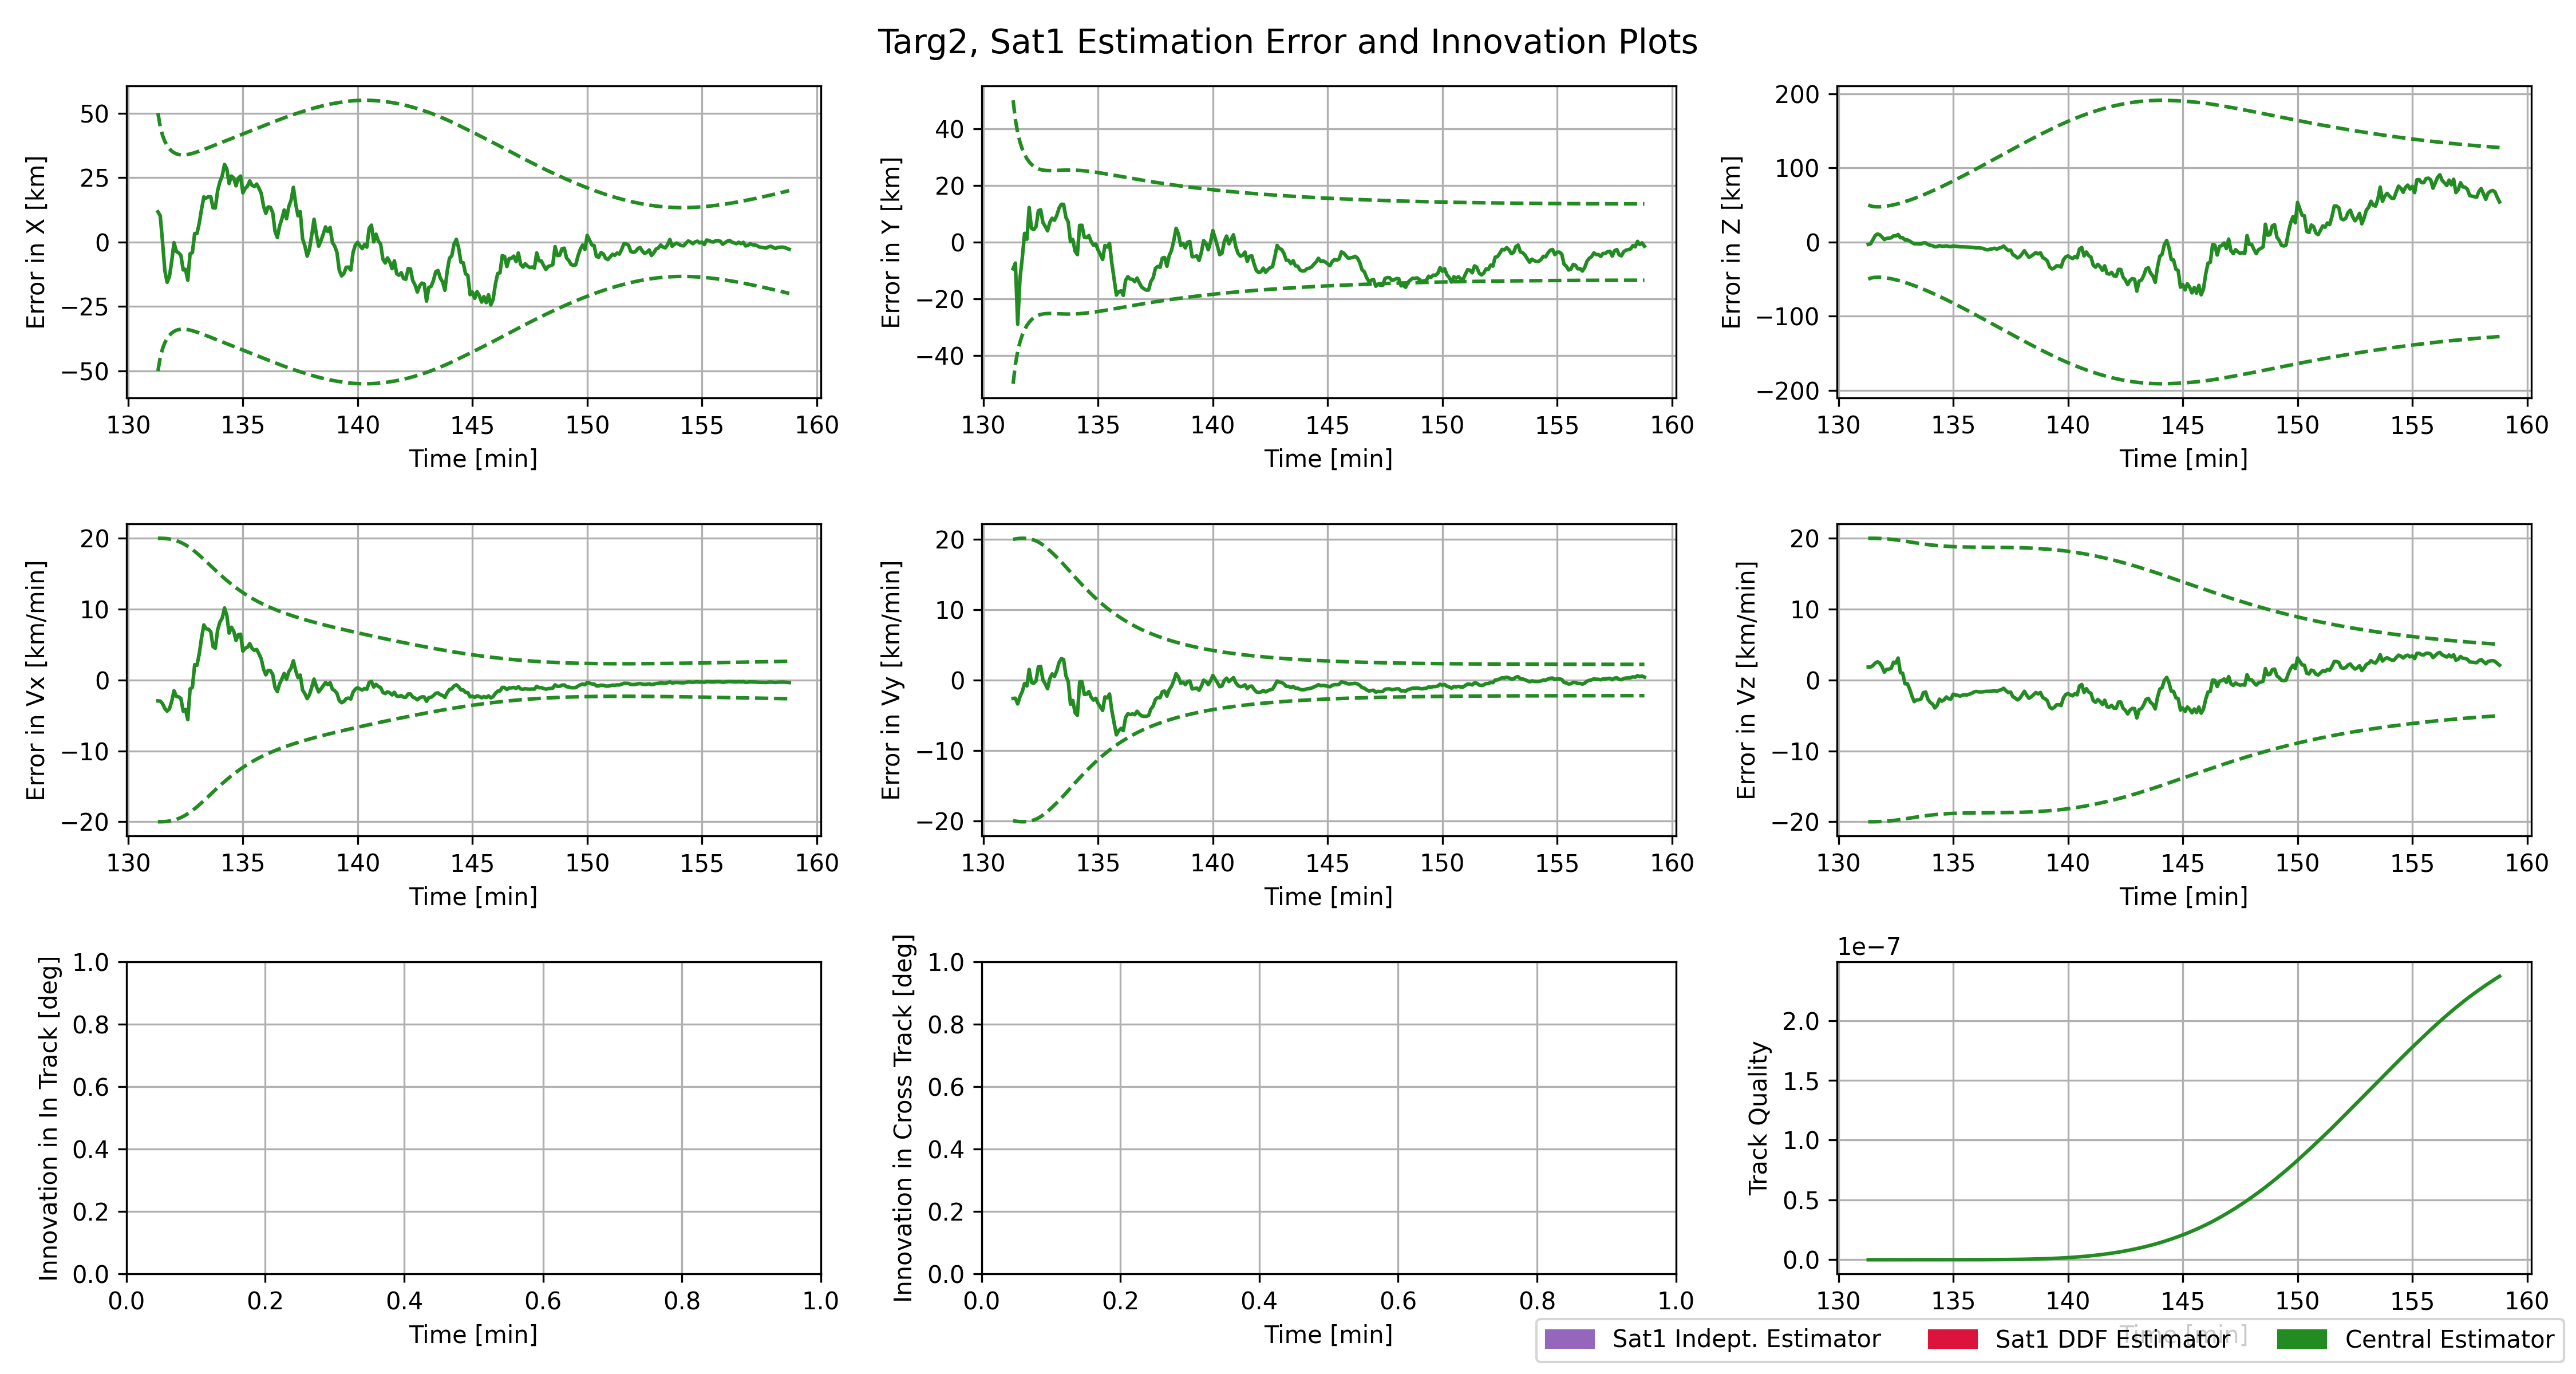 Targ2, Sat1 Estimation Error and Innovation Plots
Error in X [km]
50
25
0
−25
−50
130 135 140 145 150 155 160
Time [min]
Error in Y [km]
40
20
0
−20
−40
130 135 140 145 150 155 160
Time [min]
Error in Z [km]
200
100
0
−100
−200
130 135 140 145 150 155 160
Time [min]
Error in Vx [km/min]
20
10
0
−10
−20
130 135 140 145 150 155 160
Time [min]
Error in Vy [km/min]
20
10
0
−10
−20
130 135 140 145 150 155 160
Time [min]
Error in Vz [km/min]
20
10
0
−10
−20
130 135 140 145 150 155 160
Time [min]
Innovation in In Track [deg]
1.0
0.8
0.6
0.4
0.2
0.0
0.0 0.2 0.4 0.6 0.8 1.0
Time [min]
Innovation in Cross Track [deg]
1.0
0.8
0.6
0.4
0.2
0.0
0.0 0.2 0.4 0.6 0.8 1.0
Time [min]
1e−7
Track Quality
2.0
1.5
1.0
0.5
0.0
130 135 140 145 150 155 160
Time [min]
Sat1 Indept. Estimator Sat1 DDF Estimator Central Estimator